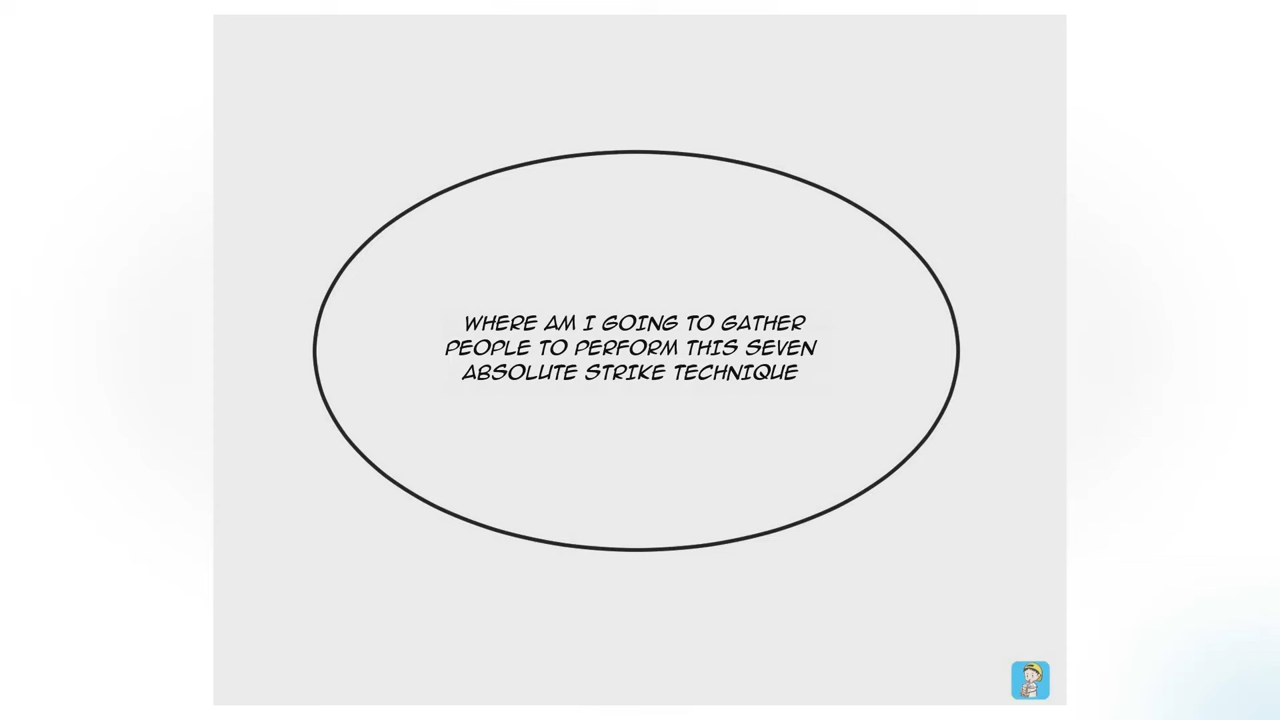 WHERE AM I GOING TO GATHER
PEOPLE TO PERFORM THIS SEVEN
ABSOLUTE STRIKE TECHNIQUE